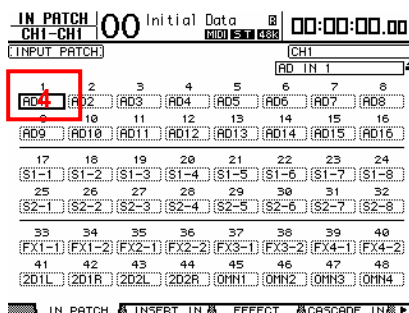 IN PATCH 00 Initial Data 00:00:00.00
CH1-CH1 MIDI ST 48K
INPUT PATCH CH1
AD IN 1
1 2 3 4 5 6 7 8
AD 4 AD2 AD3 AD4 AD5 AD6 AD7 AD8
9 10 11 12 13 14 15 16
AD9 AD10 AD11 AD12 AD13 AD14 AD15 AD16
17 18 19 20 21 22 23 24
S1-1 S1-2 S1-3 S1-4 S1-5 S1-6 S1-7 S1-8
25 26 27 28 29 30 31 32
S2-1 S2-2 S2-3 S2-4 S2-5 S2-6 S2-7 S2-8
33 34 35 36 37 38 39 40
FX1-1 FX1-2 FX2-1 FX2-2 FX3-1 FX3-2 FX4-1 FX4-2
41 42 43 44 45 46 47 48
2D1L 2D1R 2D2L 2D2R OMN1 OMN2 OMN3 OMN4
IN PATCH INSERT IN EFFECT CASCADE IN